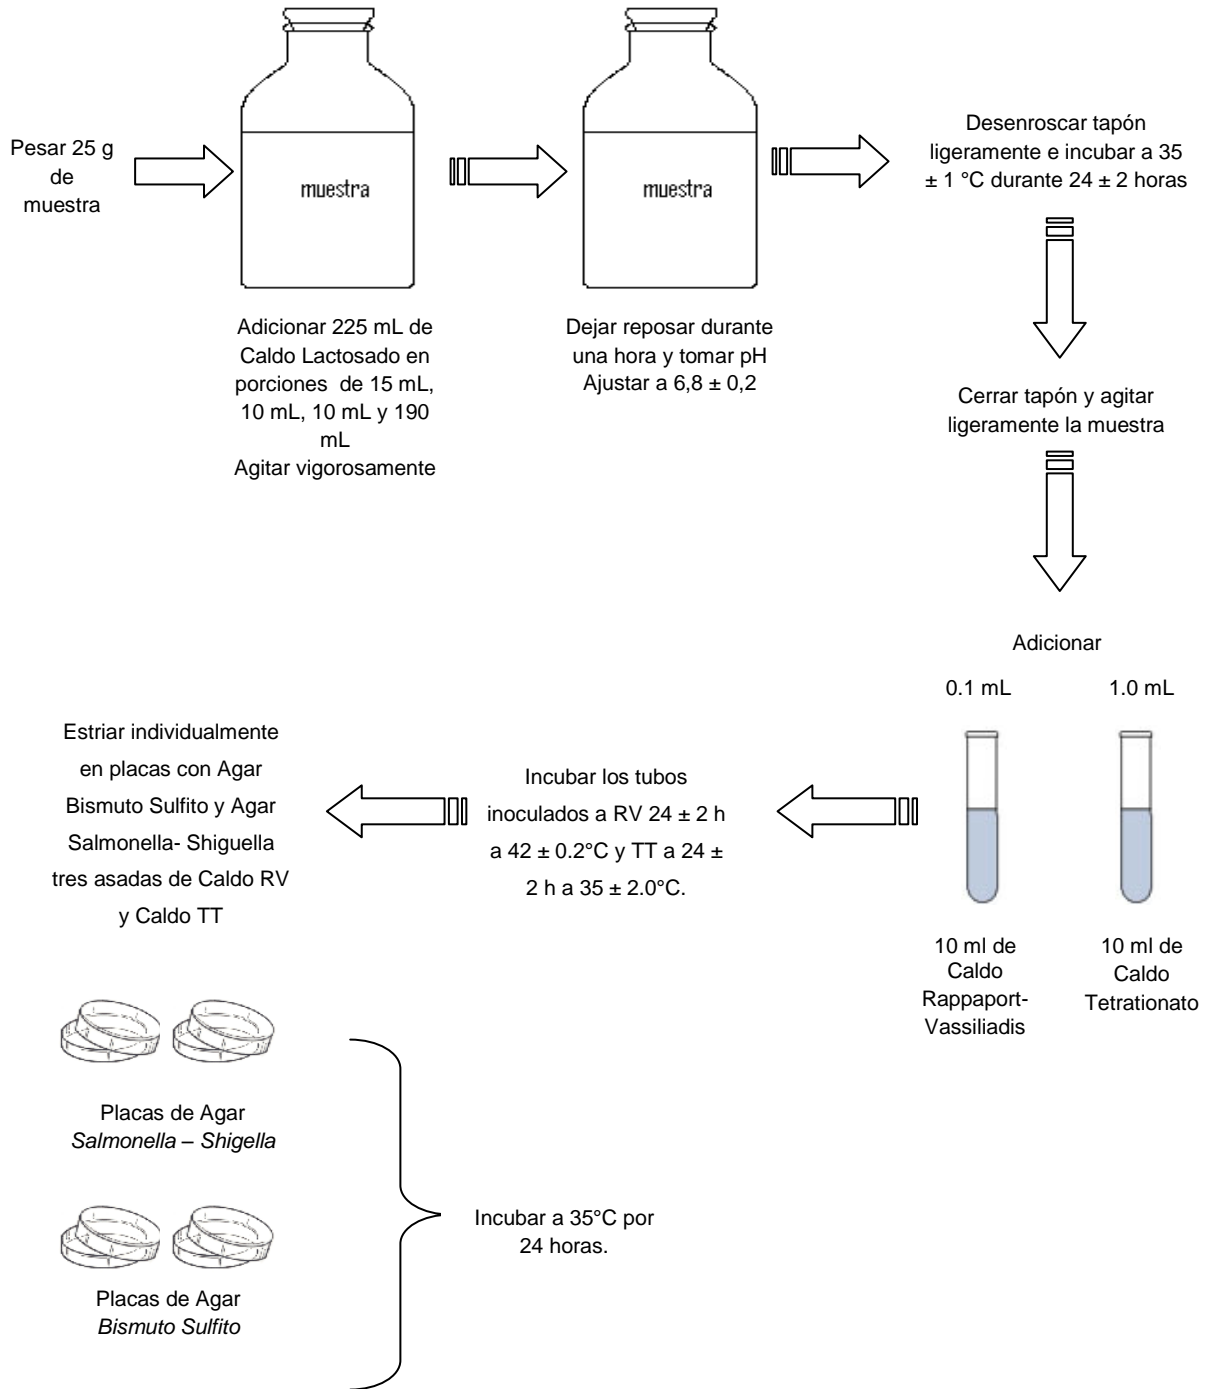 Pesar 25 g
de
muestra
muestra
Adicionar 225 mL de
Caldo Lactosado en
porciones de 15 mL,
10 mL, 10 mL y 190
mL
Agitar vigorosamente
muestra
Dejar reposar durante
una hora y tomar pH
Ajustar a 6,8 ± 0,2
Desenroscar tapón
ligeramente e incubar a 35
± 1 °C durante 24 ± 2 horas
Cerrar tapón y agitar
ligeramente la muestra
Adicionar
0.1 mL
1.0 mL
10 ml de
Caldo
Rappaport-
Vassiliadis
10 ml de
Caldo
Tetrationato
Incubar los tubos
inoculados a RV 24 ± 2 h
a 42 ± 0.2°C y TT a 24 ±
2 h a 35 ± 2.0°C.
Estriar individualmente
en placas con Agar
Bismuto Sulfito y Agar
Salmonella- Shiguella
tres asadas de Caldo RV
y Caldo TT
Placas de Agar
Salmonella – Shigella
Placas de Agar
Bismuto Sulfito
Incubar a 35°C por
24 horas.